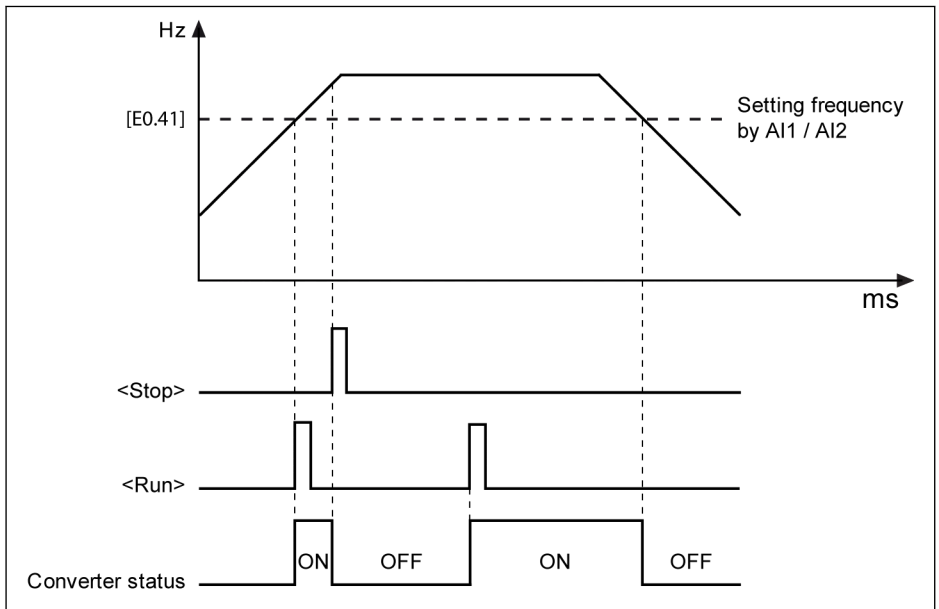 Hz
[E0.41]
Setting frequency
by AI1 / AI2
ms
<Stop>
<Run>
ON
OFF
ON
OFF
Converter status